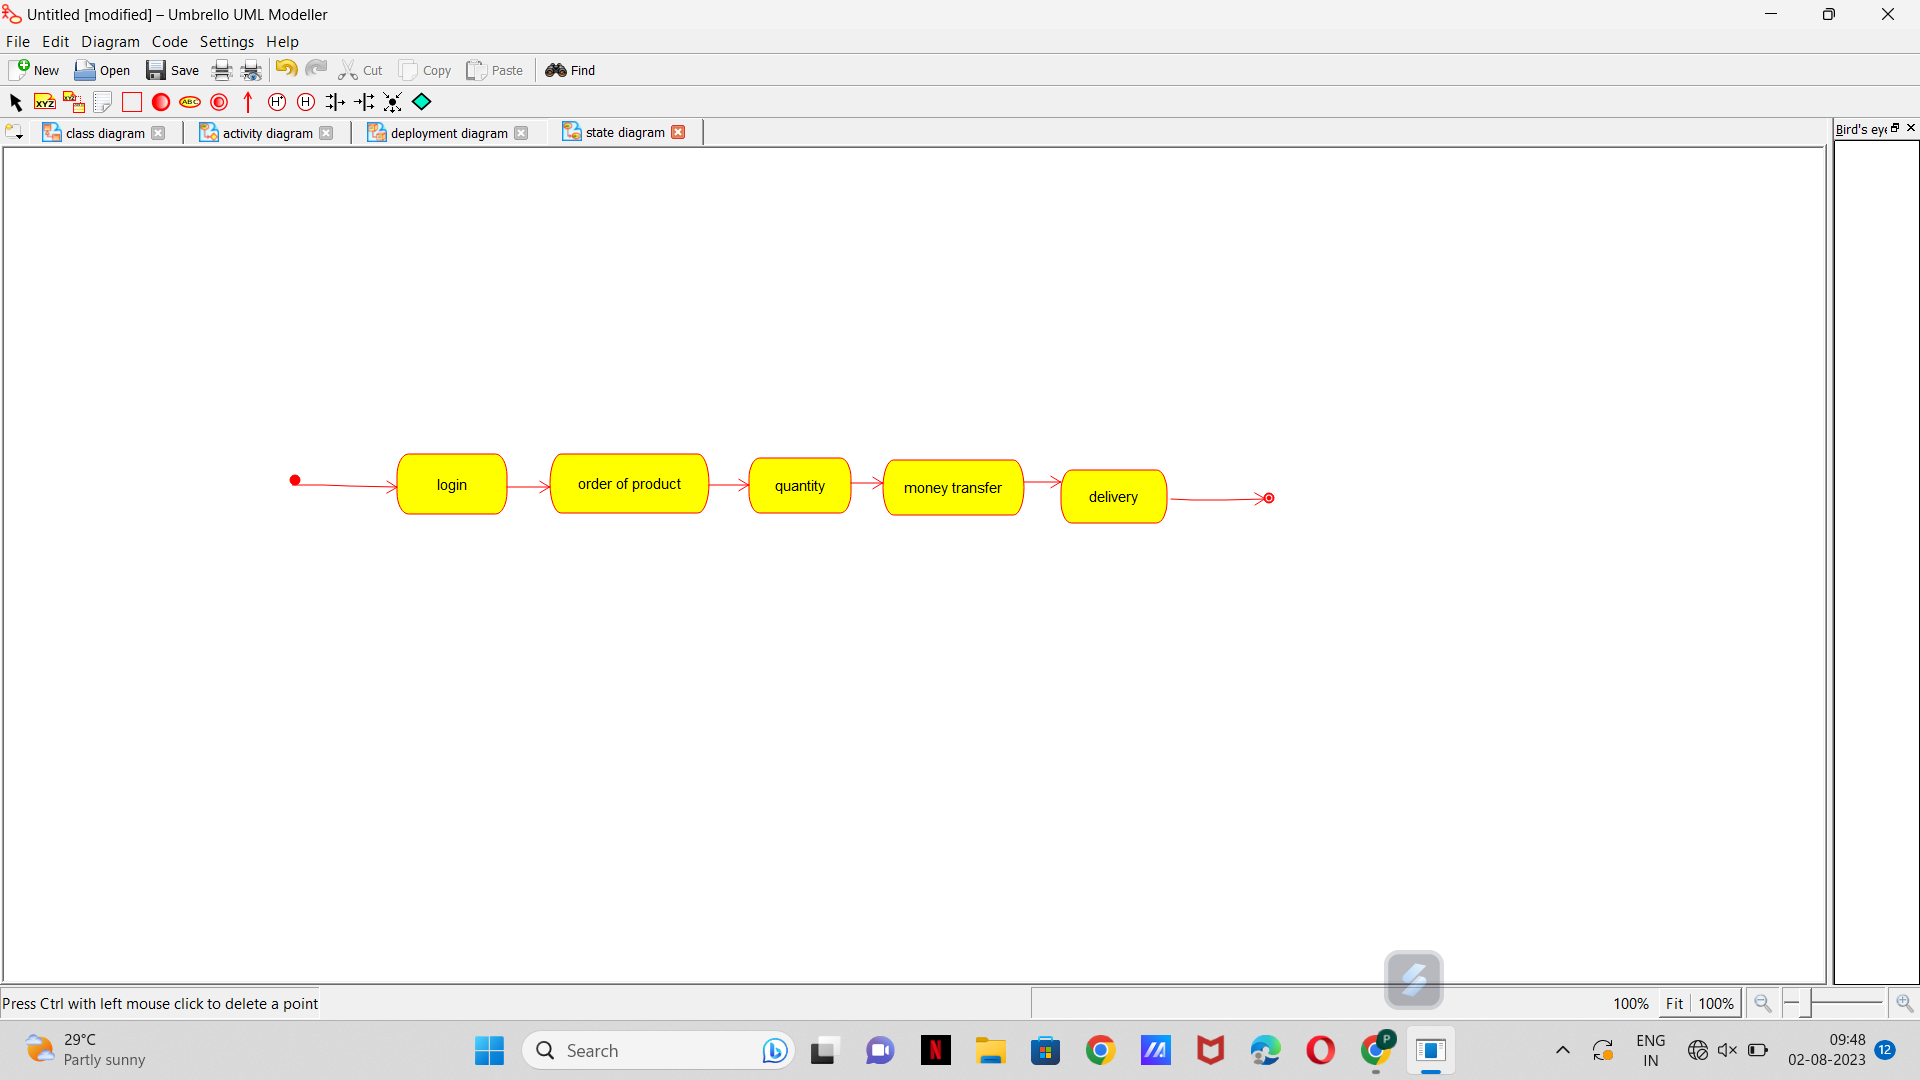 Untitled [modified] – Umbrello UML Modeller
File Edit Diagram Code Settings Help
New Open Save Cut Copy Paste Find
XYZ XYZ ABC H* H
class diagram activity diagram deployment diagram state diagram
Bird's eye
login order of product quantity money transfer delivery
Press Ctrl with left mouse click to delete a point
100% Fit 100%
29°C
Partly sunny
Search
N
P
ENG
IN
09:48
02-08-2023
12